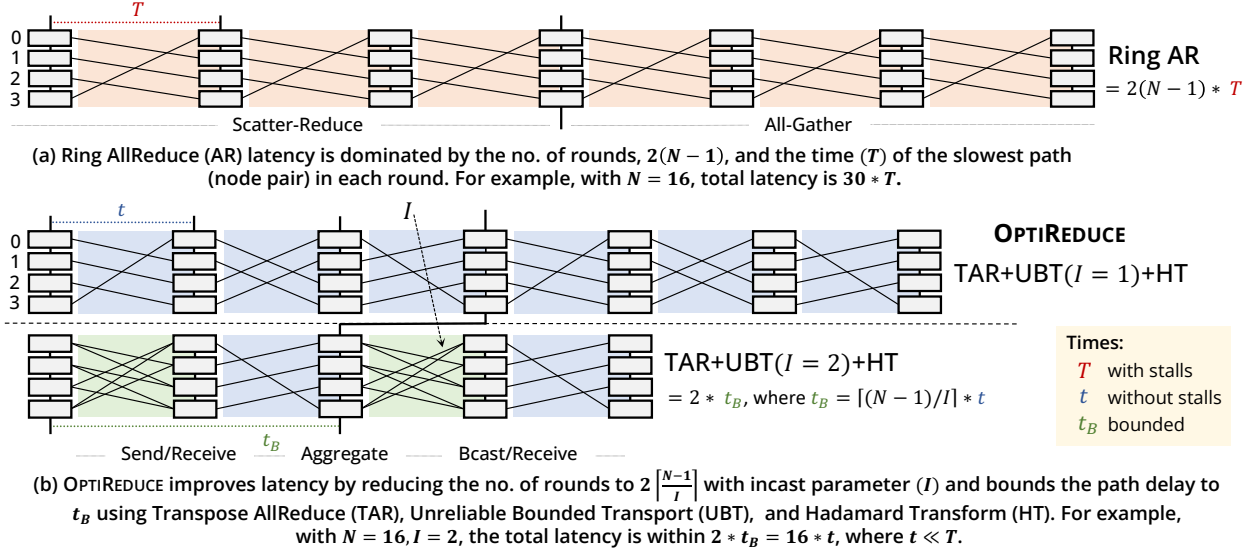 T
0
1
2
3
Ring AR
= 2(N − 1) * T
Scatter-Reduce
All-Gather
(a) Ring AllReduce (AR) latency is dominated by the no. of rounds, 2(N − 1), and the time (T) of the slowest path
(node pair) in each round. For example, with N = 16, total latency is 30 * T.
t
I
0
1
2
3
OPTIREDUCE
TAR+UBT(I = 1)+HT
TAR+UBT(I = 2)+HT
= 2 * t_B, where t_B = ⌈(N − 1)/I⌉ * t
Times:
T with stalls
t without stalls
t_B bounded
t_B
Send/Receive
Aggregate
Bcast/Receive
(b) OPTIREDUCE improves latency by reducing the no. of rounds to 2⌈(N−1)/I⌉ with incast parameter (I) and bounds the path delay to
t_B using Transpose AllReduce (TAR), Unreliable Bounded Transport (UBT), and Hadamard Transform (HT). For example,
with N = 16, I = 2, the total latency is within 2 * t_B = 16 * t, where t ≪ T.